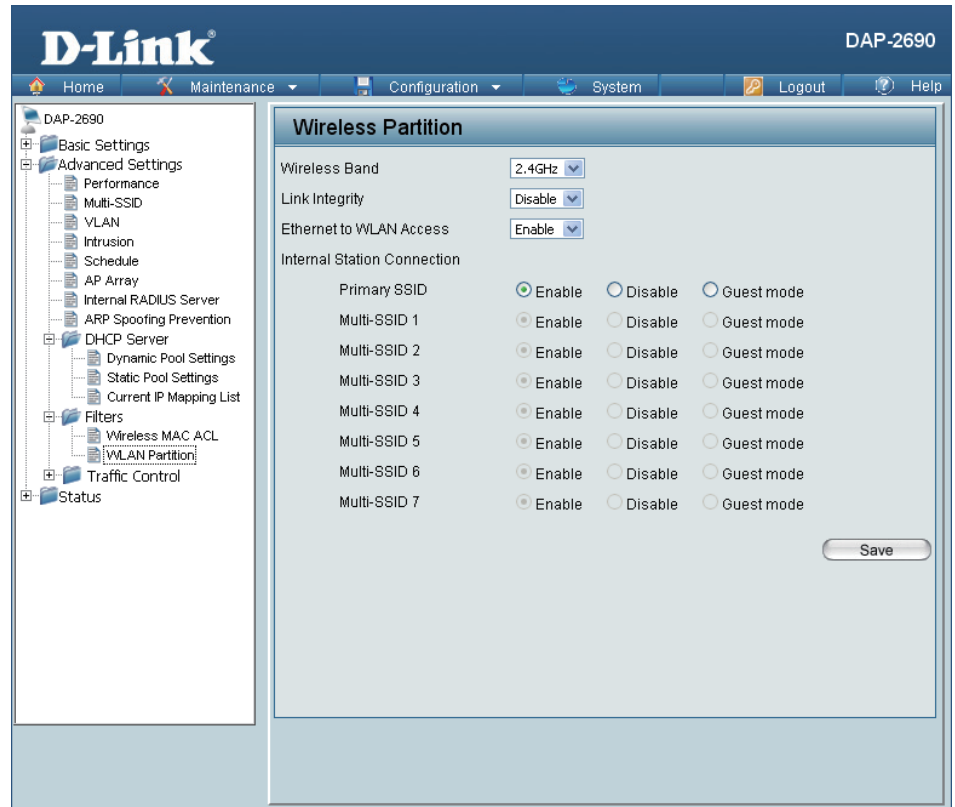 D-Link®
DAP-2690
Home Maintenance Configuration System Logout Help
DAP-2690
Basic Settings
Advanced Settings
Performance
Multi-SSID
VLAN
Intrusion
Schedule
AP Array
Internal RADIUS Server
ARP Spoofing Prevention
DHCP Server
Dynamic Pool Settings
Static Pool Settings
Current IP Mapping List
Filters
Wireless MAC ACL
WLAN Partition
Traffic Control
Status
Wireless Partition
Wireless Band 2.4GHz
Link Integrity Disable
Ethernet to WLAN Access Enable
Internal Station Connection
Primary SSID Enable Disable Guest mode
Multi-SSID 1 Enable Disable Guest mode
Multi-SSID 2 Enable Disable Guest mode
Multi-SSID 3 Enable Disable Guest mode
Multi-SSID 4 Enable Disable Guest mode
Multi-SSID 5 Enable Disable Guest mode
Multi-SSID 6 Enable Disable Guest mode
Multi-SSID 7 Enable Disable Guest mode
Save